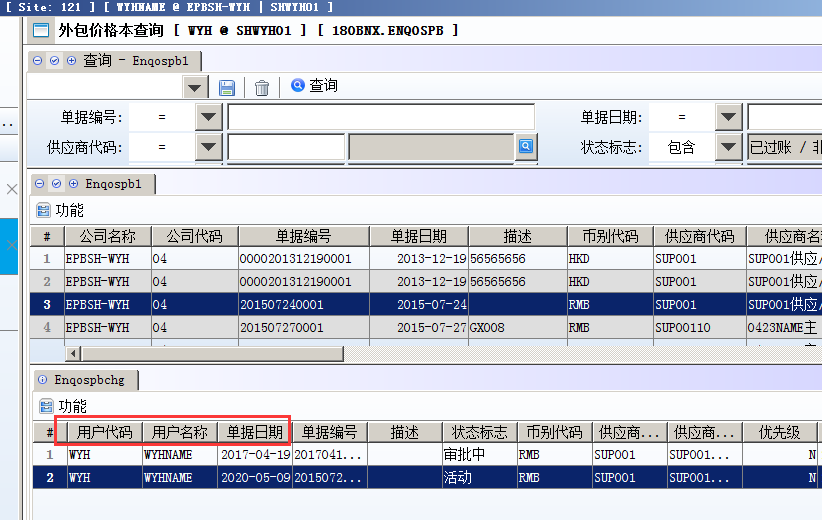 [ Site: 121 ] [ WYHNAME @ EPBSH-WYH | SHWYH01 ]
外包价格本查询 [ WYH @ SHWYH01 ] [ 180BNX.ENQOSPB ]
查询 - Enqospb1
查询
单据编号: = 单据日期: =
供应商代码: = 状态标志: 包含 已过账 / 非
Enqospb1
功能
# 公司名称 公司代码 单据编号 单据日期 描述 币别代码 供应商代码 供应商名
1 EPBSH-WYH 04 0000201312190001 2013-12-19 56565656 HKD SUP001 SUP001供应
2 EPBSH-WYH 04 0000201312190001 2013-12-19 56565656 HKD SUP001 SUP001供应
3 EPBSH-WYH 04 201507240001 2015-07-24 RMB SUP001 SUP001供应
4 EPBSH-WYH 04 201507270001 2015-07-27 GX008 RMB SUP00110 0423NAME主
Enqospbchg
功能
# 用户代码 用户名称 单据日期 单据编号 描述 状态标志 币别代码 供应商... 供应商... 优先级
1 WYH WYHNAME 2017-04-19 2017041... 审批中 RMB SUP001 SUP001... N
2 WYH WYHNAME 2020-05-09 2015072... 活动 RMB SUP001 SUP001... N